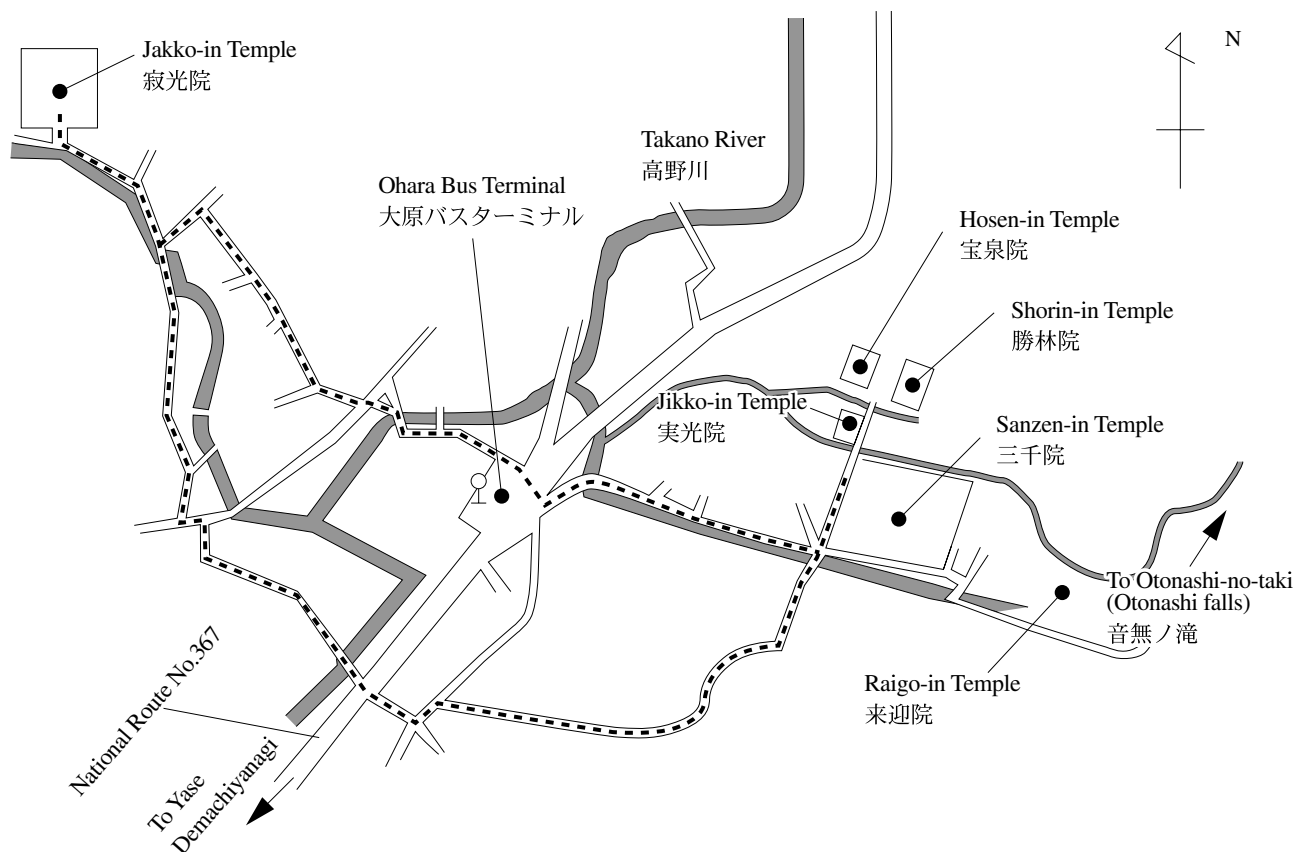 Jakko-in Temple
寂光院
N
Takano River
高野川
Ohara Bus Terminal
大原バスターミナル
Hosen-in Temple
宝泉院
Shorin-in Temple
勝林院
Jikko-in Temple
実光院
Sanzen-in Temple
三千院
To Otonashi-no-taki
(Otonashi falls)
音無ノ滝
Raigo-in Temple
来迎院
National Route No.367
To Yase
Demachiyanagi